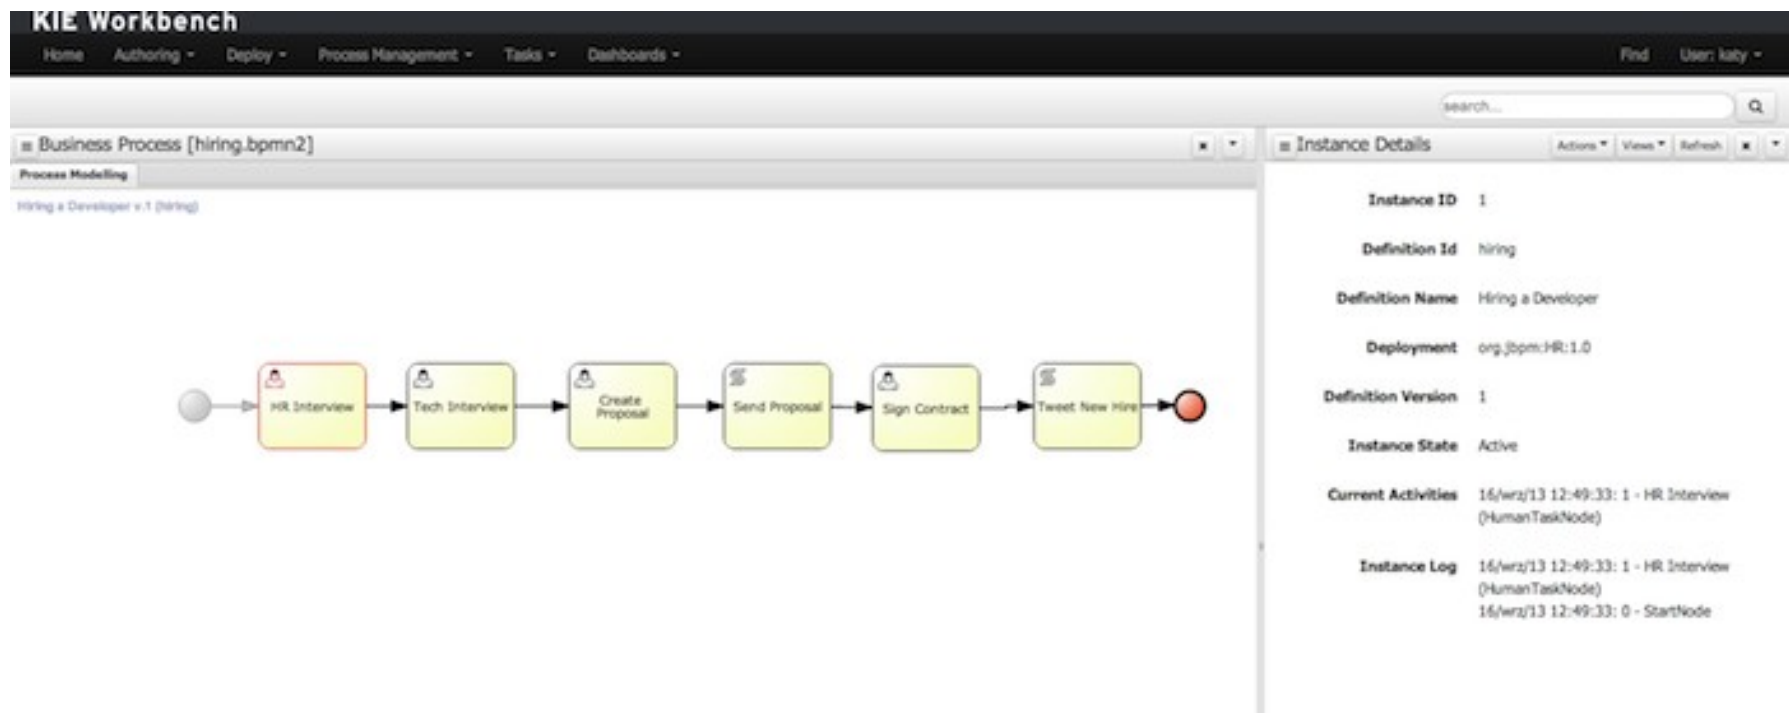 KIE Workbench
Home Authoring Deploy Process Management Tasks Dashboards Find User: katy
search...
Business Process [hiring.bpmn2]
Process Modelling
Hiring a Developer v.1 (hiring)
HR Interview
Tech Interview
Create
Proposal
Send Proposal
Sign Contract
Tweet New Hire
Instance Details Actions Views Refresh
Instance ID 1
Definition Id hiring
Definition Name Hiring a Developer
Deployment org.jbpm:HR:1.0
Definition Version 1
Instance State Active
Current Activities 16/wrz/13 12:49:33: 1 - HR Interview
(HumanTaskNode)
Instance Log 16/wrz/13 12:49:33: 1 - HR Interview
(HumanTaskNode)
16/wrz/13 12:49:33: 0 - StartNode